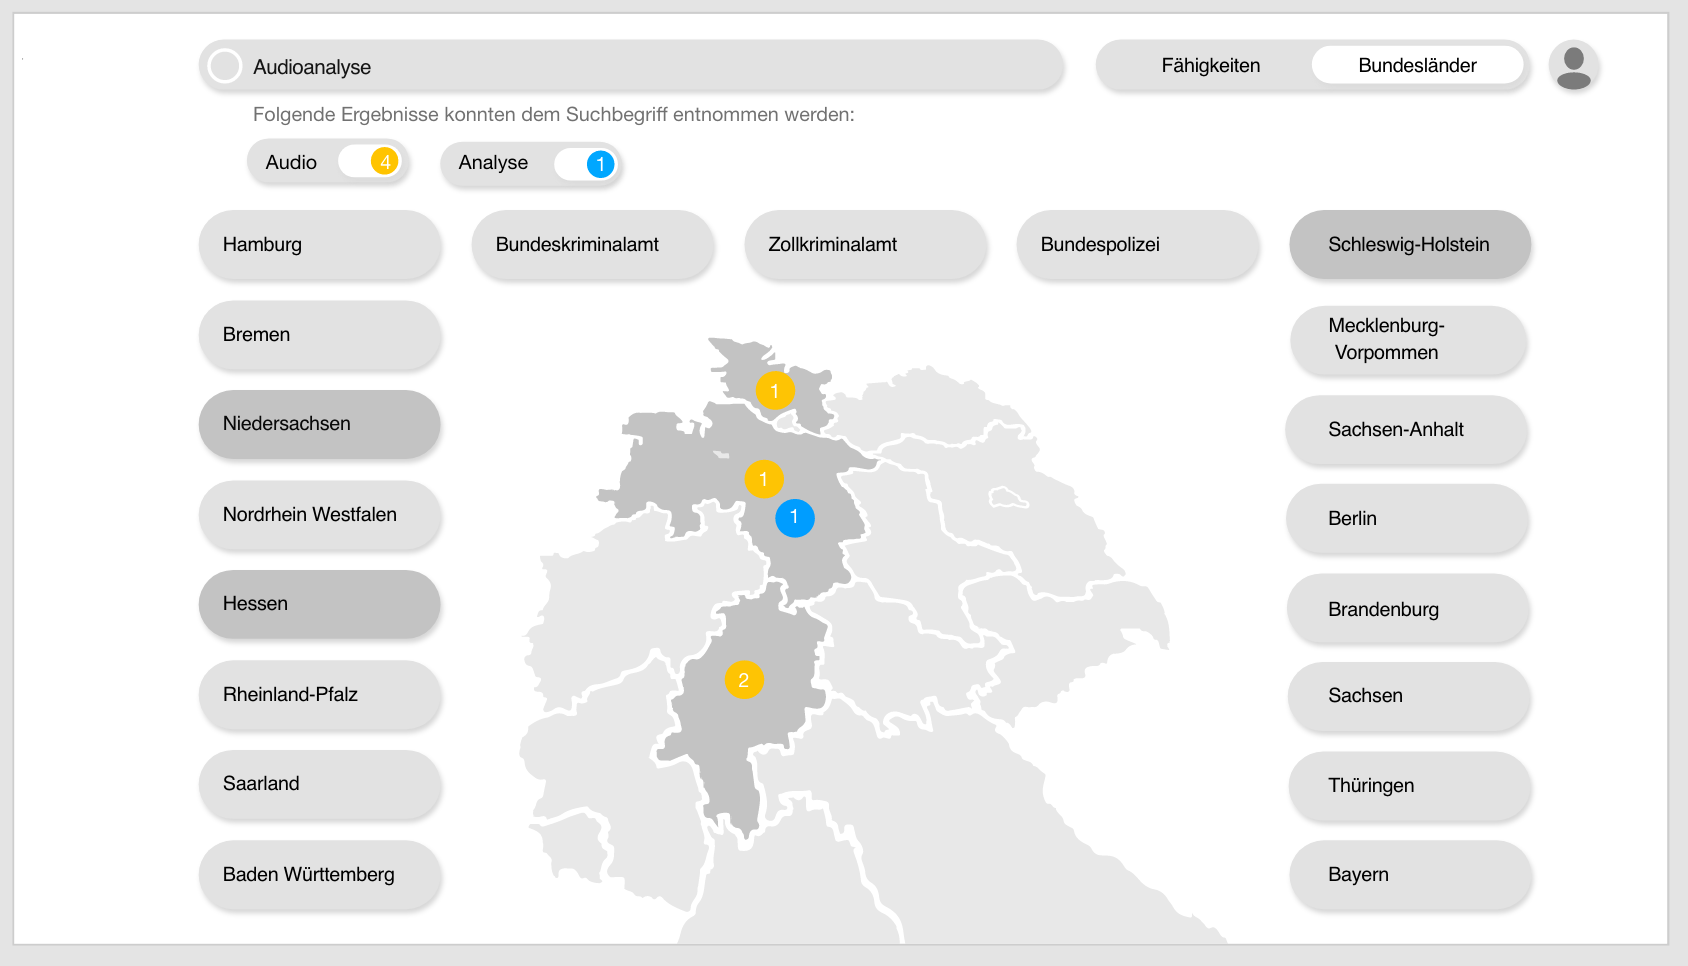 Audioanalyse
Fähigkeiten
Bundesländer
Folgende Ergebnisse konnten dem Suchbegriff entnommen werden:
Audio 4
Analyse 1
Hamburg
Bundeskriminalamt
Zollkriminalamt
Bundespolizei
Schleswig-Holstein
Bremen
Mecklenburg-
Vorpommen
1
Niedersachsen
Sachsen-Anhalt
1
Nordrhein Westfalen
1
Berlin
Hessen
Brandenburg
2
Rheinland-Pfalz
Sachsen
Saarland
Thüringen
Baden Württemberg
Bayern